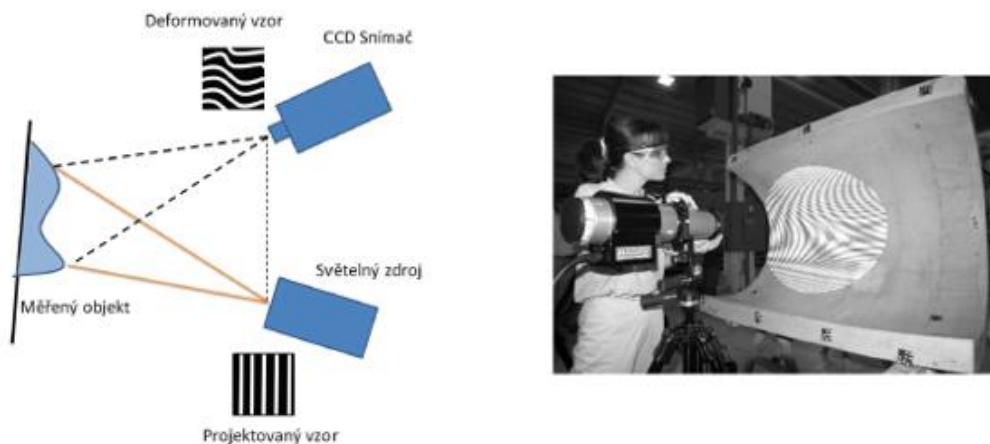 Deformovaný vzor
CCD Snímač
Světelný zdroj
Měřený objekt
Projektovaný vzor